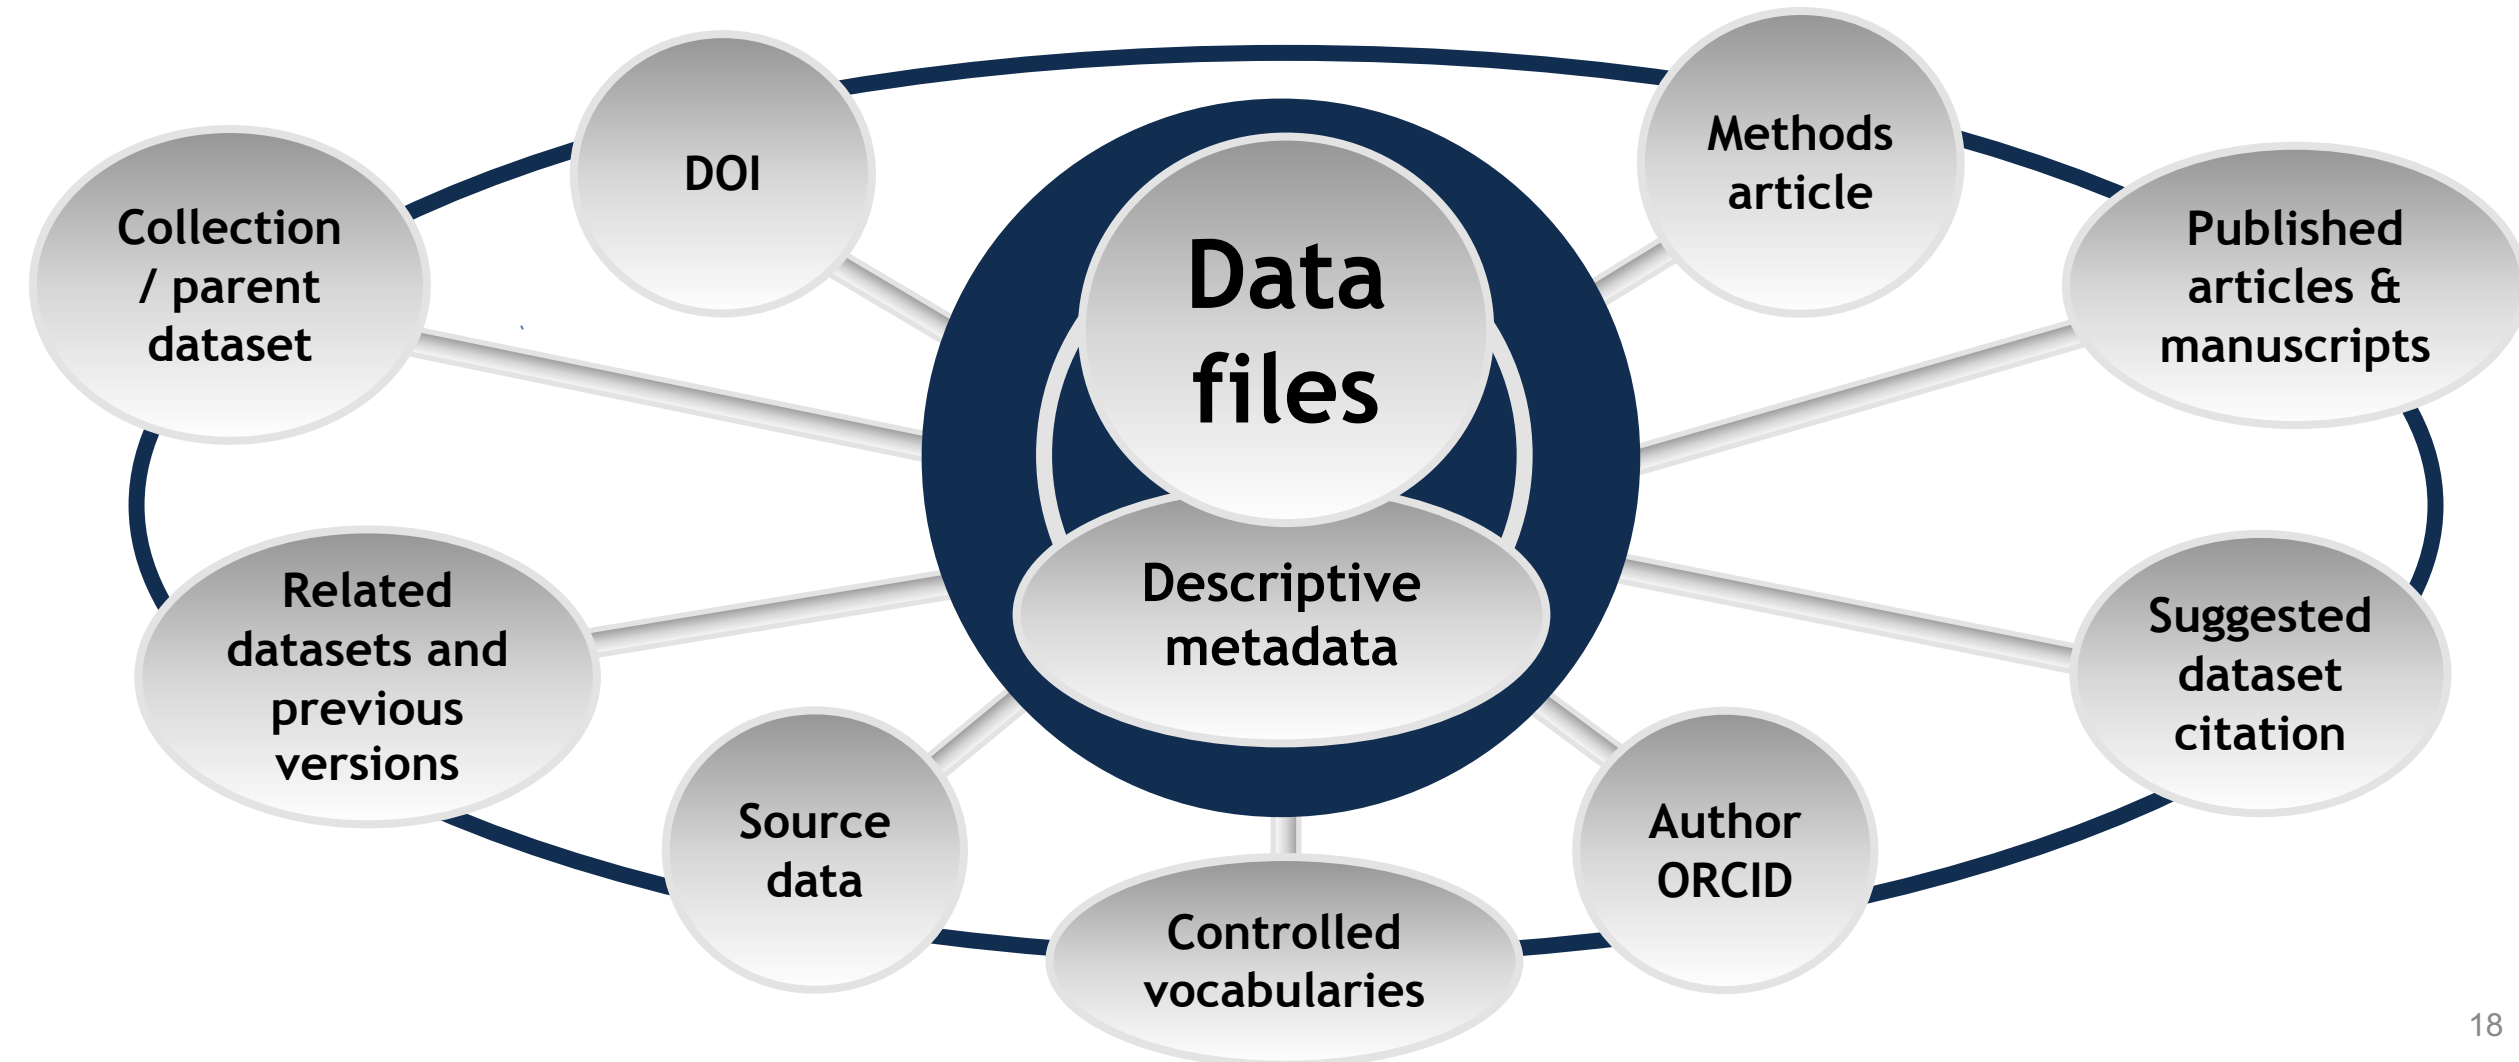 DOI
Methods
article
Collection
/ parent
dataset
Data
files
Published
articles &
manuscripts
Related
datasets and
previous
versions
Descriptive
metadata
Suggested
dataset
citation
Source
data
Controlled
vocabularies
Author
ORCID
18